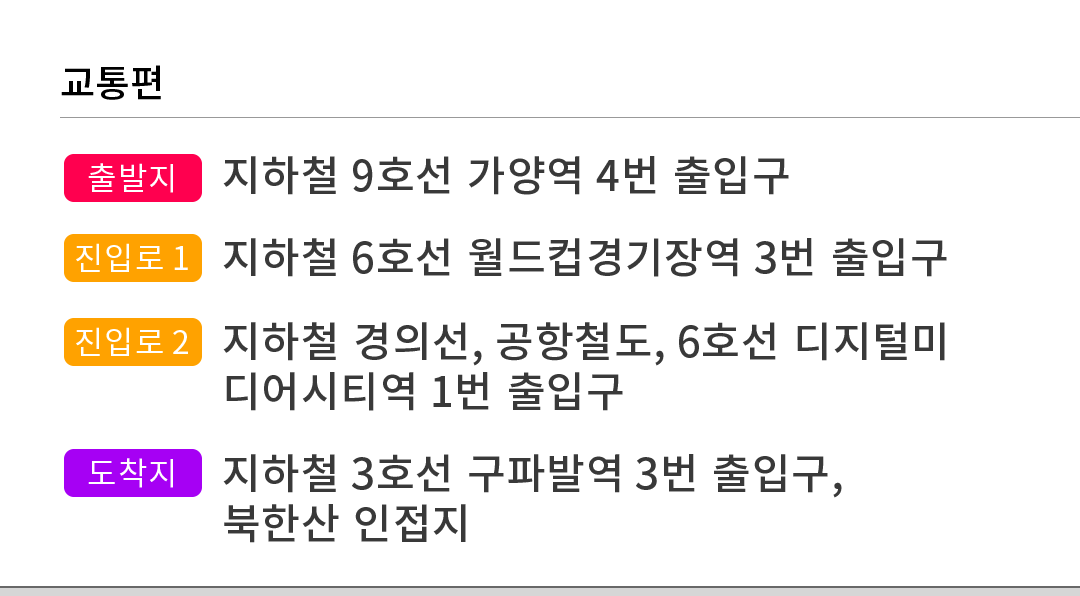 교통편
출발지 지하철 9호선 가양역 4번 출입구
진입로 1 지하철 6호선 월드컵경기장역 3번 출입구
진입로 2 지하철 경의선, 공항철도, 6호선 디지털미
디어시티역 1번 출입구
도착지 지하철 3호선 구파발역 3번 출입구,
북한산 인접지